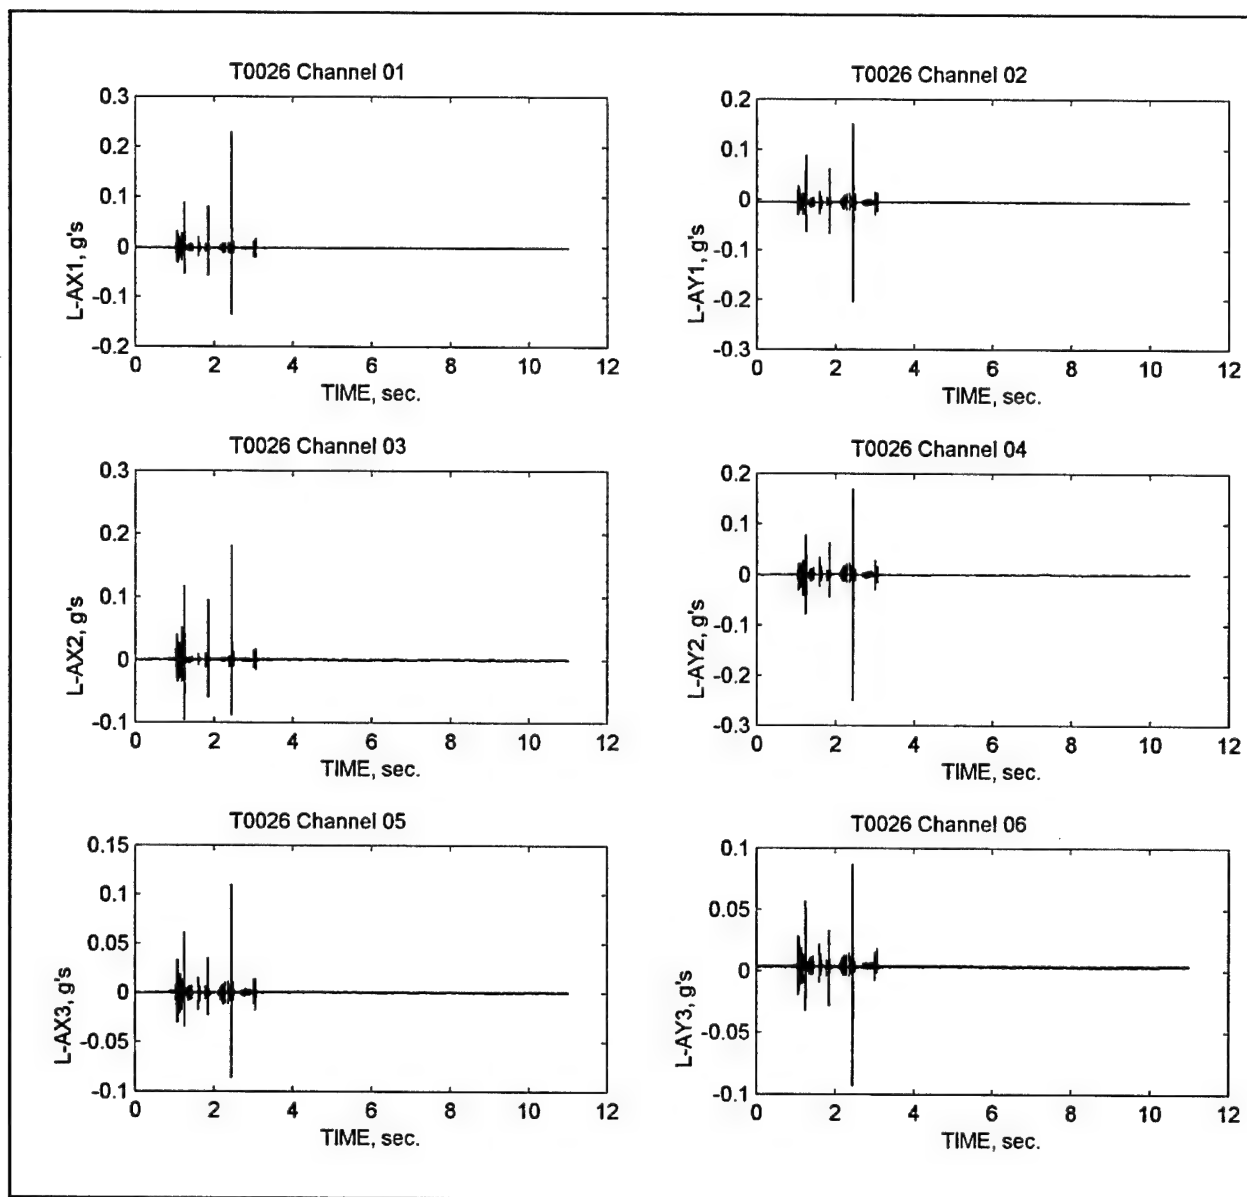 T0026 Channel 01
0.3
0.2
0.1
0
-0.1
-0.2
L-AX1, g's
0 2 4 6 8 10 12
TIME, sec.
T0026 Channel 02
0.2
0.1
0
-0.1
-0.2
-0.3
L-AY1, g's
0 2 4 6 8 10 12
TIME, sec.
T0026 Channel 03
0.3
0.2
0.1
0
-0.1
L-AX2, g's
0 2 4 6 8 10 12
TIME, sec.
T0026 Channel 04
0.2
0.1
0
-0.1
-0.2
-0.3
L-AY2, g's
0 2 4 6 8 10 12
TIME, sec.
T0026 Channel 05
0.15
0.1
0.05
0
-0.05
-0.1
L-AX3, g's
0 2 4 6 8 10 12
TIME, sec.
T0026 Channel 06
0.1
0.05
0
-0.05
-0.1
L-AY3, g's
0 2 4 6 8 10 12
TIME, sec.